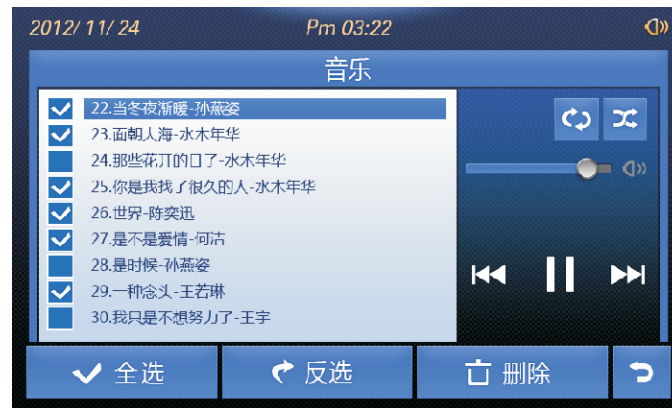 2012/11/24
Pm 03:22
音乐
22.当冬夜渐暖-孙燕姿
23.面朝人海-水木年华
24.那些花开的日子-水木年华
25.你是我找了很久的人-水木年华
26.世界-陈奕迅
27.是不是爱情-何洁
28.是时候-孙燕姿
29.一种念头-王若琳
30.我只是不想努力了-王宇
全选
反选
删除